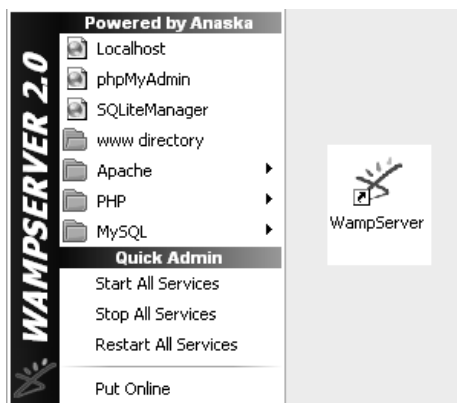 WAMPSERVER 2.0
Powered by Anaska
Localhost
phpMyAdmin
SQLiteManager
www directory
Apache
PHP
MySQL
Quick Admin
Start All Services
Stop All Services
Restart All Services
Put Online
WampServer